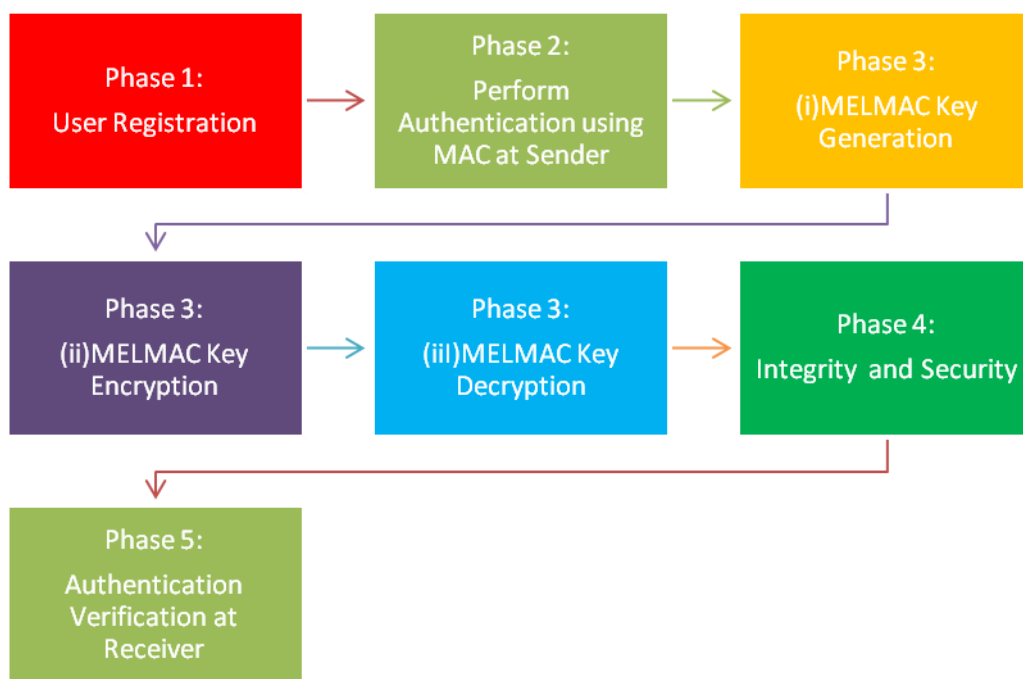 Phase 1:
User Registration
Phase 2:
Perform
Authentication using
MAC at Sender
Phase 3:
(i)MELMAC Key
Generation
Phase 3:
(ii)MELMAC Key
Encryption
Phase 3:
(iiI)MELMAC Key
Decryption
Phase 4:
Integrity and Security
Phase 5:
Authentication
Verification at
Receiver